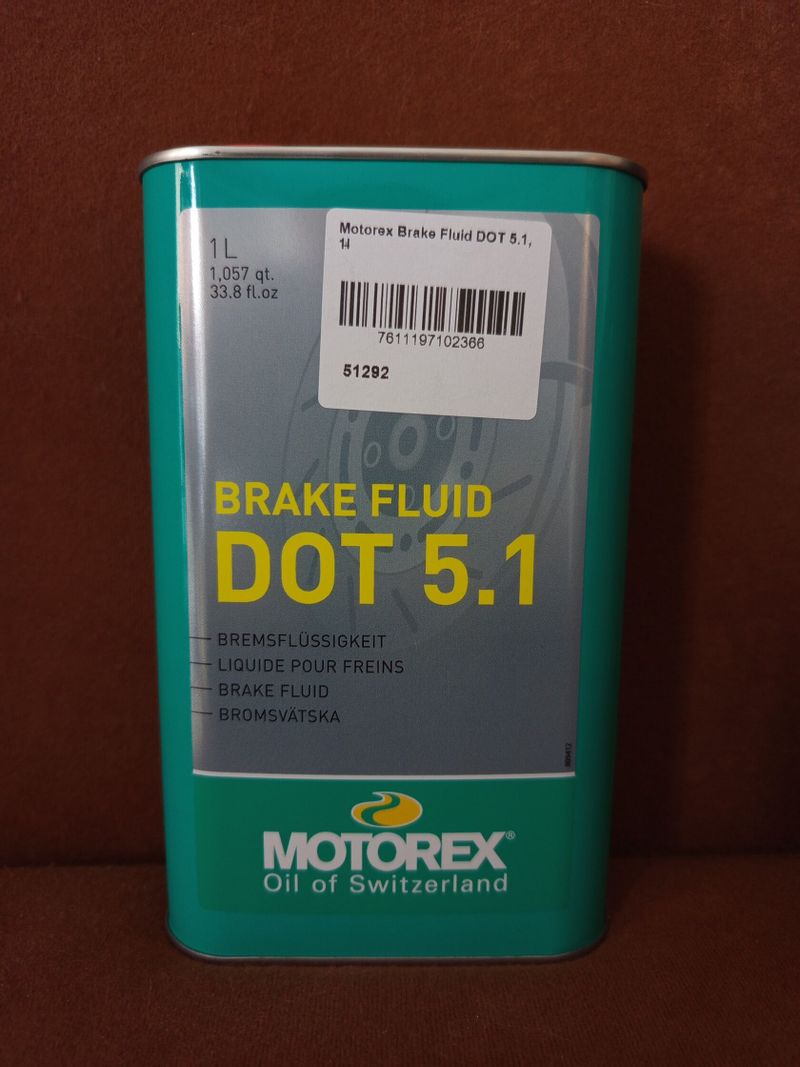 1 L
1,057 qt.
33.8 fl.oz
Motorex Brake Fluid DOT 5.1,
1l
7611197102366
51292
BRAKE FLUID
DOT 5.1
BREMSFLÜSSIGKEIT
LIQUIDE POUR FREINS
BRAKE FLUID
BROMSVÄTSKA
MOTOREX®
Oil of Switzerland